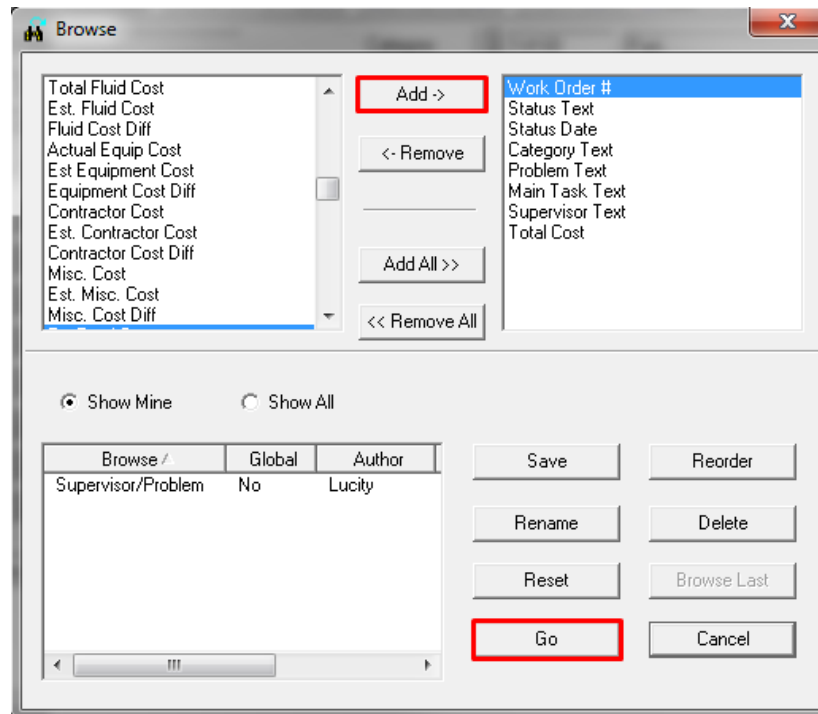 Browse
Total Fluid Cost
Est. Fluid Cost
Fluid Cost Diff
Actual Equip Cost
Est Equipment Cost
Equipment Cost Diff
Contractor Cost
Est. Contractor Cost
Contractor Cost Diff
Misc. Cost
Est. Misc. Cost
Misc. Cost Diff
Add ->
<- Remove
Add All >>
<< Remove All
Work Order #
Status Text
Status Date
Category Text
Problem Text
Main Task Text
Supervisor Text
Total Cost
Show Mine
Show All
Browse Global Author
Supervisor/Problem No Lucity
Save Reorder
Rename Delete
Reset Browse Last
Go Cancel